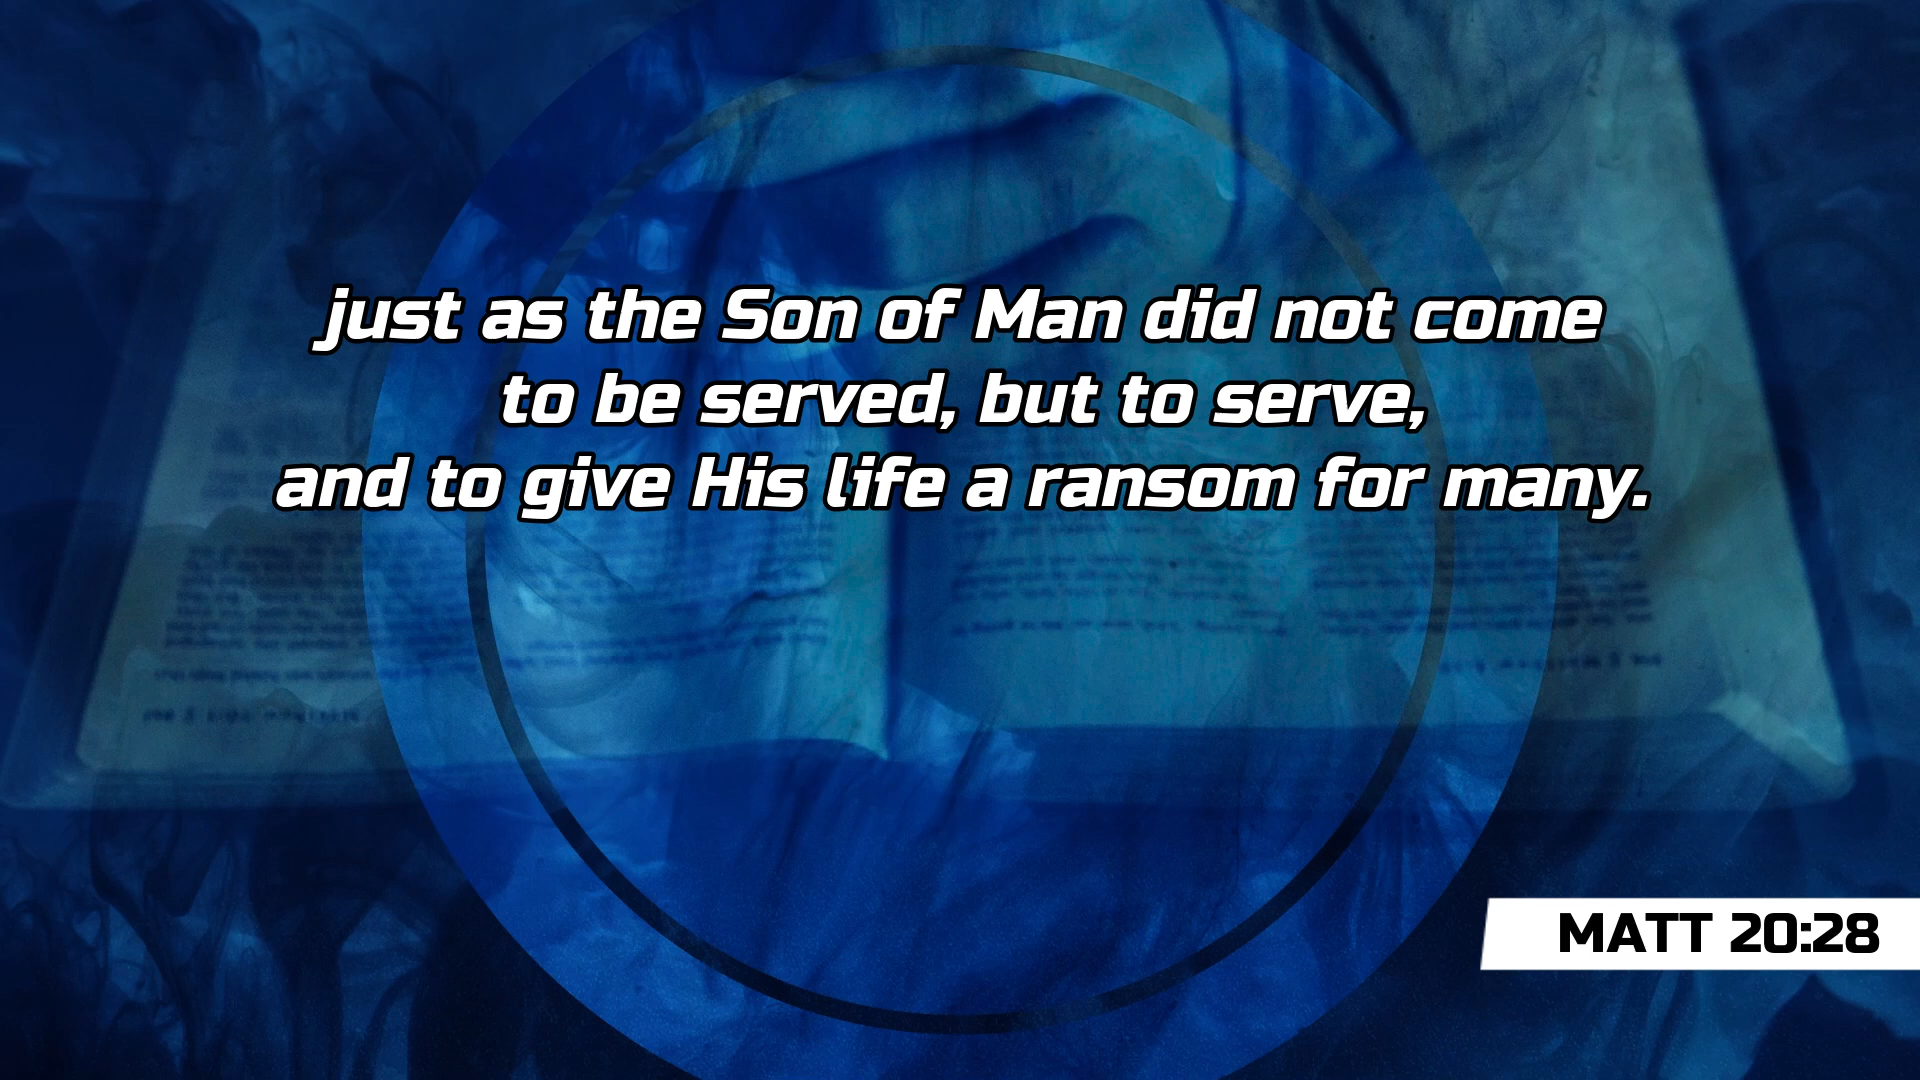 just as the Son of Man did not come
to be served, but to serve,
and to give His life a ransom for many.
MATT 20:28